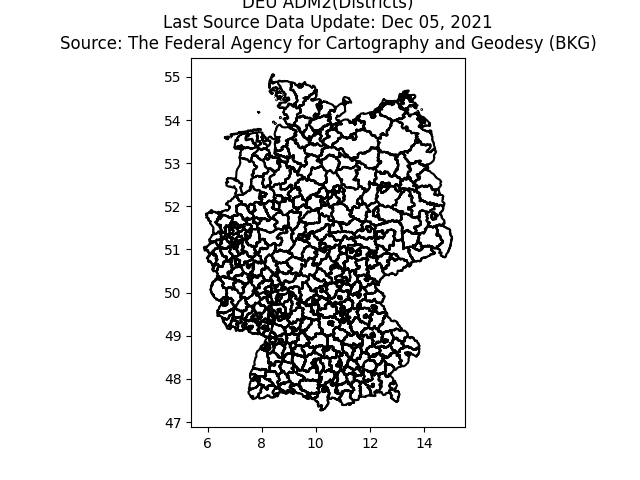 DEU ADM2(Districts)
Last Source Data Update: Dec 05, 2021
Source: The Federal Agency for Cartography and Geodesy (BKG)
55
54
53
52
51
50
49
48
47
6 8 10 12 14